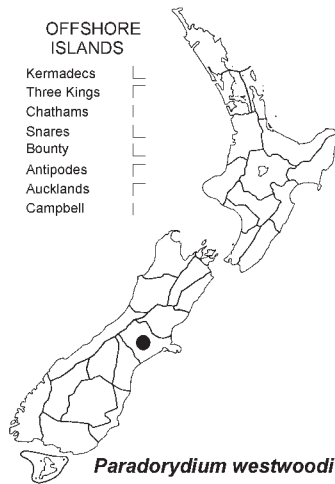 OFFSHORE
ISLANDS
Kermadecs
Three Kings
Chathams
Snares
Bounty
Antipodes
Aucklands
Campbell
Paradorydium westwoodi